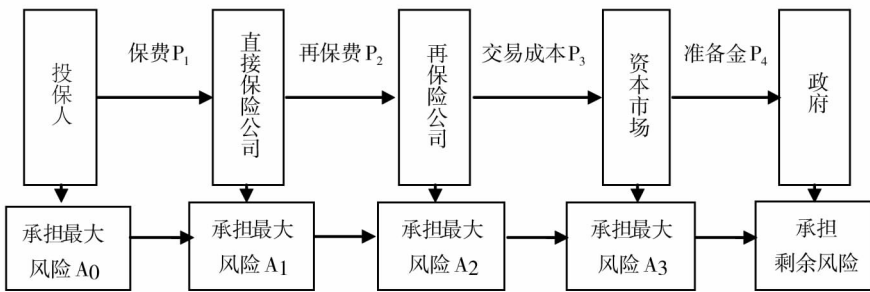 投保人
保费P1
直接保险公司
再保费P2
再保险公司
交易成本P3
资本市场
准备金P4
政府
承担最大
风险A0
承担最大
风险A1
承担最大
风险A2
承担最大
风险A3
承担
剩余风险